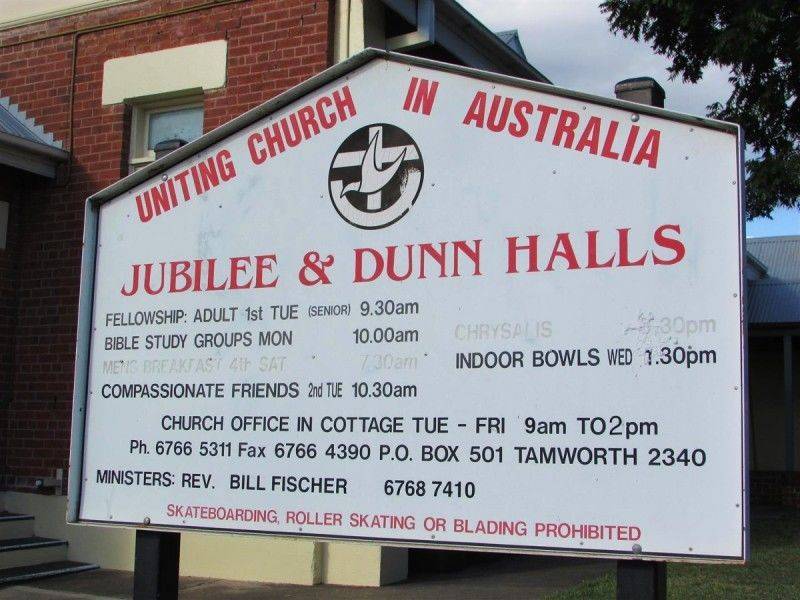 UNITING CHURCH IN AUSTRALIA
JUBILEE & DUNN HALLS
FELLOWSHIP: ADULT 1st TUE (SENIOR) 9.30am
BIBLE STUDY GROUPS MON 10.00am
CHRYSALIS .30pm
MENS BREAKFAST 4th SAT 7.30am
INDOOR BOWLS WED 1.30pm
COMPASSIONATE FRIENDS 2nd TUE 10.30am
CHURCH OFFICE IN COTTAGE TUE - FRI 9am TO 2pm
Ph. 6766 5311 Fax 6766 4390 P.O. BOX 501 TAMWORTH 2340
MINISTERS: REV. BILL FISCHER 6768 7410
SKATEBOARDING, ROLLER SKATING OR BLADING PROHIBITED